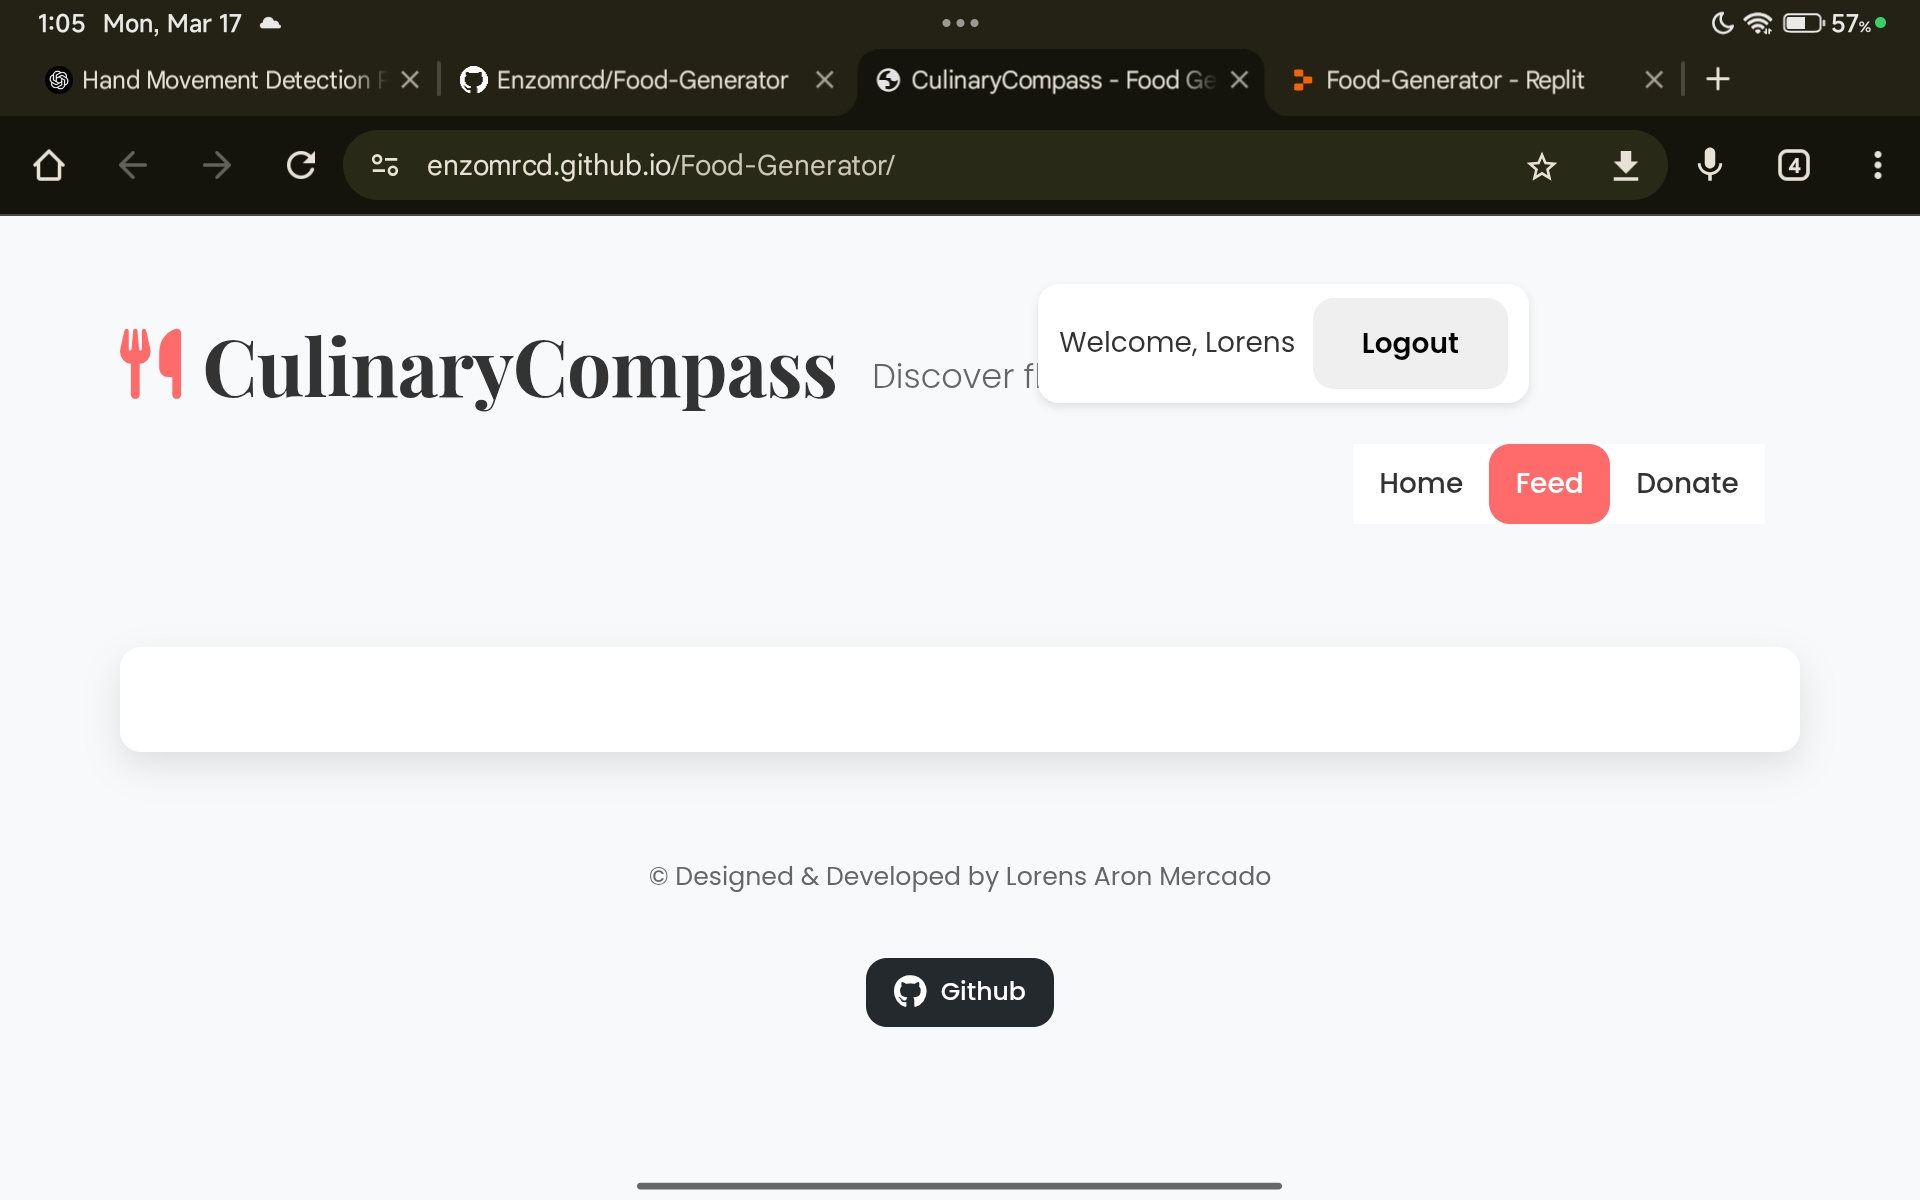 1:05 Mon, Mar 17
57%
Hand Movement Detection
Enzomrcd/Food-Generator
CulinaryCompass - Food Ge
Food-Generator - Replit
enzomrcd.github.io/Food-Generator/
4
Welcome, Lorens
Logout
CulinaryCompass
Discover fl
Home
Feed
Donate
© Designed & Developed by Lorens Aron Mercado
Github